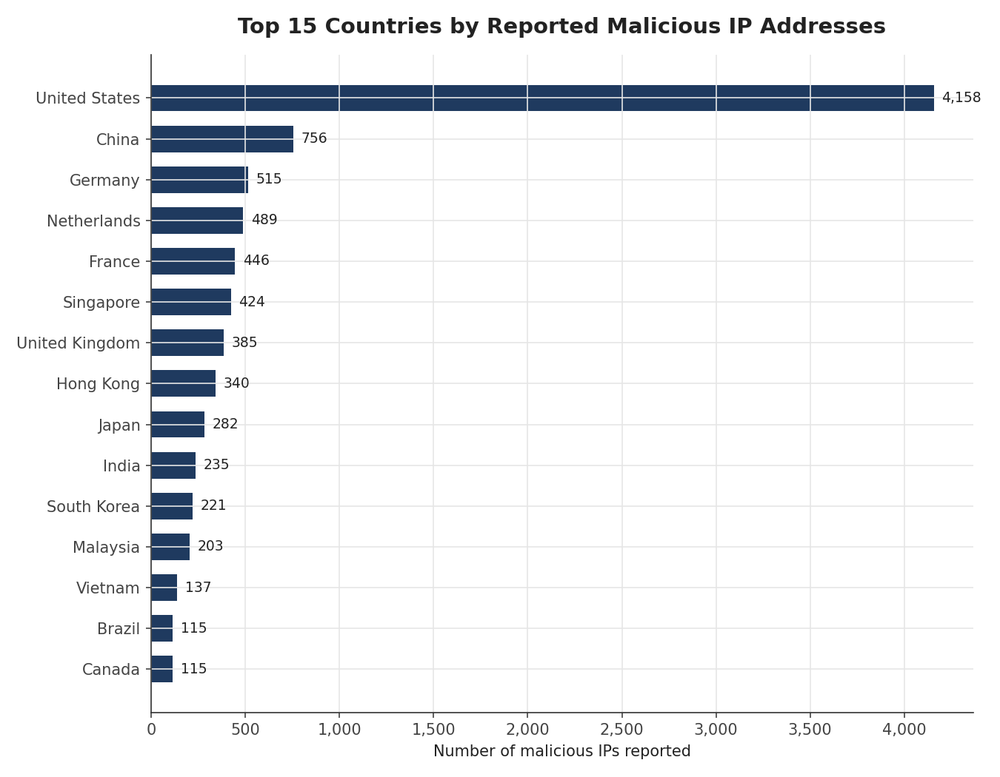 Top 15 Countries by Reported Malicious IP Addresses
United States 4,158
China 756
Germany 515
Netherlands 489
France 446
Singapore 424
United Kingdom 385
Hong Kong 340
Japan 282
India 235
South Korea 221
Malaysia 203
Vietnam 137
Brazil 115
Canada 115
0 500 1,000 1,500 2,000 2,500 3,000 3,500 4,000
Number of malicious IPs reported